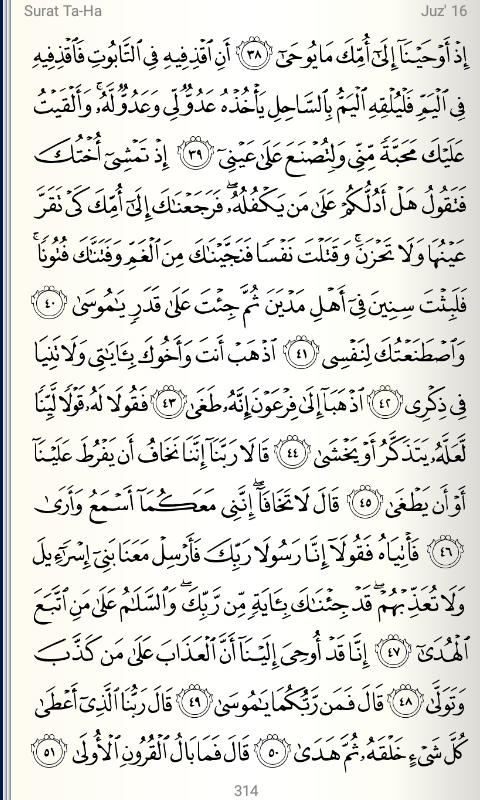 Surat Ta-Ha Juz' 16
إِذْ أَوْحَيْنَآ إِلَىٰٓ أُمِّكَ مَا يُوحَىٰٓ ٣٨ أَنِ ٱقْذِفِيهِ فِى ٱلتَّابُوتِ فَٱقْذِفِيهِ
فِى ٱلْيَمِّ فَلْيُلْقِهِ ٱلْيَمُّ بِٱلسَّاحِلِ يَأْخُذْهُ عَدُوٌّ لِّى وَعَدُوٌّ لَّهُۥ ۚ وَأَلْقَيْتُ
عَلَيْكَ مَحَبَّةً مِّنِّى وَلِتُصْنَعَ عَلَىٰ عَيْنِىٓ ٣٩ إِذْ تَمْشِىٓ أُخْتُكَ
فَتَقُولُ هَلْ أَدُلُّكُمْ عَلَىٰ مَن يَكْفُلُهُۥ ۖ فَرَجَعْنَٰكَ إِلَىٰٓ أُمِّكَ كَىْ تَقَرَّ
عَيْنُهَا وَلَا تَحْزَنَ ۚ وَقَتَلْتَ نَفْسًا فَنَجَّيْنَٰكَ مِنَ ٱلْغَمِّ وَفَتَنَّٰكَ فُتُونًا ۚ
فَلَبِثْتَ سِنِينَ فِىٓ أَهْلِ مَدْيَنَ ثُمَّ جِئْتَ عَلَىٰ قَدَرٍ يَٰمُوسَىٰ ٤٠
وَٱصْطَنَعْتُكَ لِنَفْسِى ٤١ ٱذْهَبْ أَنتَ وَأَخُوكَ بِـَٔايَٰتِى وَلَا تَنِيَا
فِى ذِكْرِى ٤٢ ٱذْهَبَآ إِلَىٰ فِرْعَوْنَ إِنَّهُۥ طَغَىٰ ٤٣ فَقُولَا لَهُۥ قَوْلًا لَّيِّنًا
لَّعَلَّهُۥ يَتَذَكَّرُ أَوْ يَخْشَىٰ ٤٤ قَالَا رَبَّنَآ إِنَّنَا نَخَافُ أَن يَفْرُطَ عَلَيْنَآ
أَوْ أَن يَطْغَىٰ ٤٥ قَالَ لَا تَخَافَآ ۖ إِنَّنِى مَعَكُمَآ أَسْمَعُ وَأَرَىٰ
٤٦ فَأْتِيَاهُ فَقُولَآ إِنَّا رَسُولَا رَبِّكَ فَأَرْسِلْ مَعَنَا بَنِىٓ إِسْرَٰٓءِيلَ
وَلَا تُعَذِّبْهُمْ ۖ قَدْ جِئْنَٰكَ بِـَٔايَةٍ مِّن رَّبِّكَ ۖ وَٱلسَّلَٰمُ عَلَىٰ مَنِ ٱتَّبَعَ
ٱلْهُدَىٰٓ ٤٧ إِنَّا قَدْ أُوحِىَ إِلَيْنَآ أَنَّ ٱلْعَذَابَ عَلَىٰ مَن كَذَّبَ
وَتَوَلَّىٰ ٤٨ قَالَ فَمَن رَّبُّكُمَا يَٰمُوسَىٰ ٤٩ قَالَ رَبُّنَا ٱلَّذِىٓ أَعْطَىٰ
كُلَّ شَىْءٍ خَلْقَهُۥ ثُمَّ هَدَىٰ ٥٠ قَالَ فَمَا بَالُ ٱلْقُرُونِ ٱلْأُولَىٰ ٥١
314